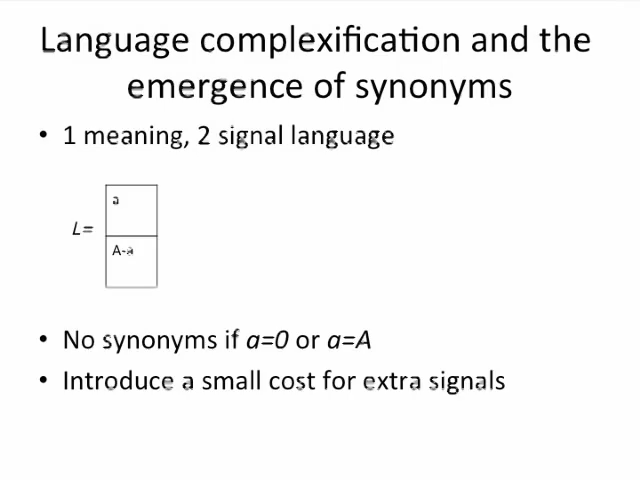 Language complexification and the
emergence of synonyms
• 1 meaning, 2 signal language
a
L=
A-a
• No synonyms if a=0 or a=A
• Introduce a small cost for extra signals